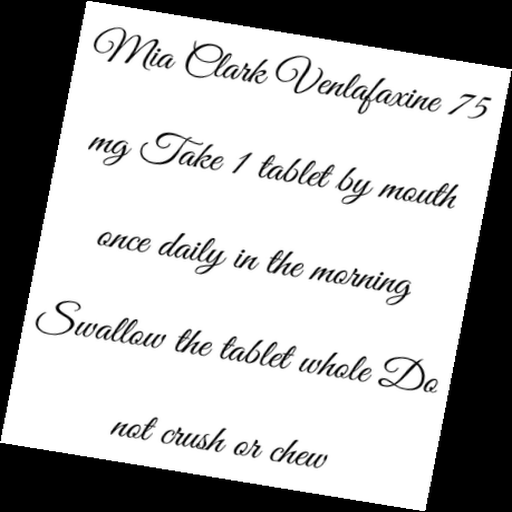 Mia Clark Venlafaxine 75
mg Take 1 tablet by mouth
once daily in the morning
Swallow the tablet whole Do
not crush or chew